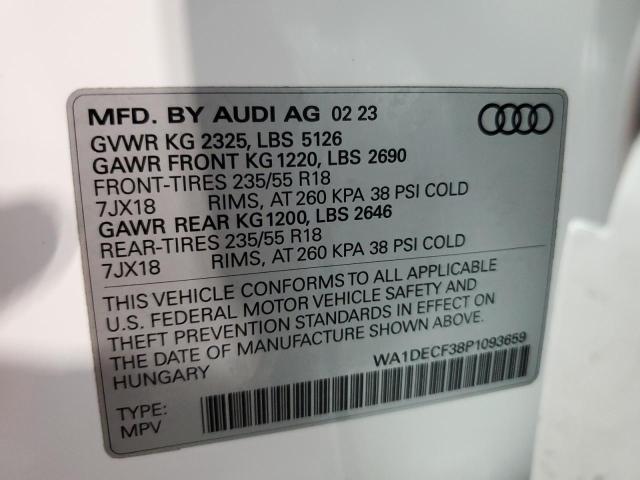 MFD. BY AUDI AG 02 23
GVWR KG 2325, LBS 5126
GAWR FRONT KG 1220, LBS 2690
FRONT-TIRES 235/55 R18
7JX18 RIMS, AT 260 KPA 38 PSI COLD
GAWR REAR KG 1200, LBS 2646
REAR-TIRES 235/55 R18
7JX18 RIMS, AT 260 KPA 38 PSI COLD
THIS VEHICLE CONFORMS TO ALL APPLICABLE
U.S. FEDERAL MOTOR VEHICLE SAFETY AND
THEFT PREVENTION STANDARDS IN EFFECT ON
THE DATE OF MANUFACTURE SHOWN ABOVE.
HUNGARY
WA1DECF38P1093659
TYPE:
MPV